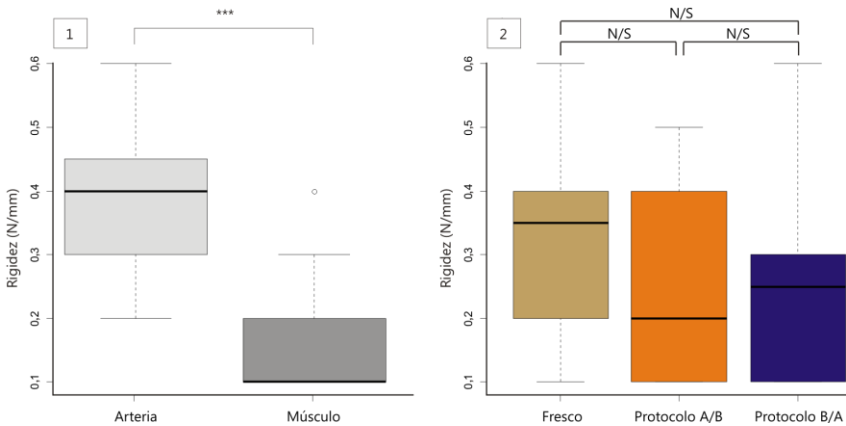 1
***
Rigidez (N/mm)
0,6
0,5
0,4
0,3
0,2
0,1
Arteria Músculo
2
N/S
N/S N/S
Rigidez (N/mm)
0,6
0,5
0,4
0,3
0,2
0,1
Fresco Protocolo A/B Protocolo B/A